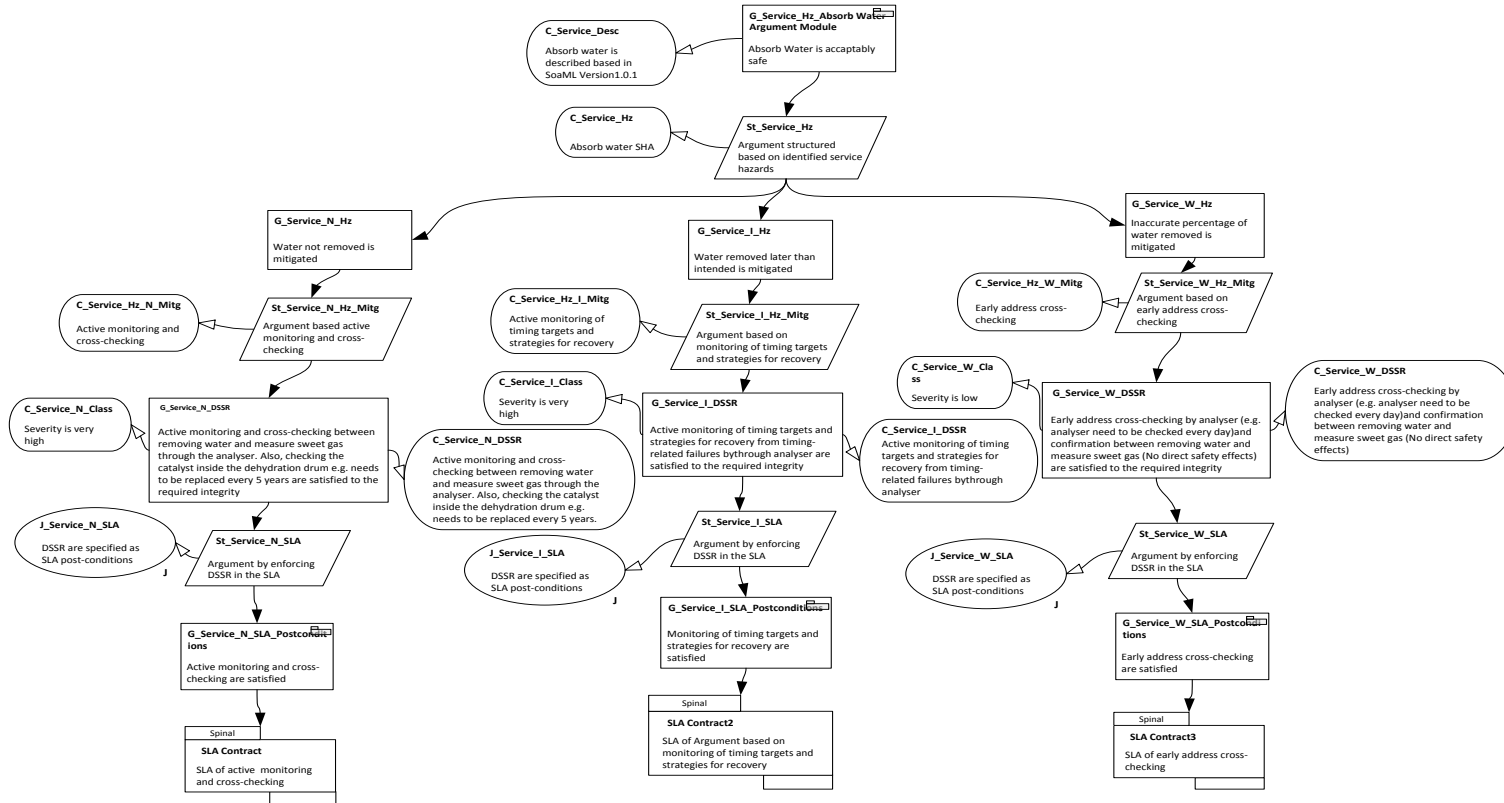 G_Service_Hz_Absorb Water
Argument Module
Absorb Water is accaptably
safe
C_Service_Desc
Absorb water is
described based in
SoaML Version1.0.1
C_Service_Hz
Absorb water SHA
St_Service_Hz
Argument structured
based on identified service
hazards
G_Service_N_Hz
Water not removed is
mitigated
G_Service_I_Hz
Water removed later than
intended is mitigated
G_Service_W_Hz
Inaccurate percentage of
water removed is
mitigated
C_Service_Hz_N_Mitg
Active monitoring and
cross-checking
St_Service_N_Hz_Mitg
Argument based active
monitoring and cross-
checking
C_Service_Hz_I_Mitg
Active monitoring of
timing targets and
strategies for recovery
St_Service_I_Hz_Mitg
Argument based on
monitoring of timing targets
and strategies for recovery
C_Service_Hz_W_Mitg
Early address cross-
checking
St_Service_W_Hz_Mitg
Argument based on
early address cross-
checking
C_Service_N_Class
Severity is very
high
G_Service_N_DSSR
Active monitoring and cross-checking between
removing water and measure sweet gas
through the analyser. Also, checking the
catalyst inside the dehydration drum e.g. needs
to be replaced every 5 years are satisfied to the
required integrity
C_Service_N_DSSR
Active monitoring and cross-
checking between removing water
and measure sweet gas through the
analyser. Also, checking the catalyst
inside the dehydration drum e.g.
needs to be replaced every 5 years.
C_Service_I_Class
Severity is very
high
G_Service_I_DSSR
Active monitoring of timing targets and
strategies for recovery from timing-
related failures bythrough analyser are
satisfied to the required integrity
C_Service_I_DSSR
Active monitoring of timing
targets and strategies for
recovery from timing-
related failures bythrough
analyser
C_Service_W_Cla
ss
Severity is low
G_Service_W_DSSR
Early address cross-checking by analyser (e.g.
analyser need to be checked every day)and
confirmation between removing water and
measure sweet gas (No direct safety effects)
are satisfied to the required integrity
C_Service_W_DSSR
Early address cross-checking by
analyser (e.g. analyser need to be
checked every day)and confirmation
between removing water and
measure sweet gas (No direct safety
effects)
J_Service_N_SLA
DSSR are specified as
SLA post-conditions
J
St_Service_N_SLA
Argument by enforcing
DSSR in the SLA
J_Service_I_SLA
DSSR are specified as
SLA post-conditions
J
St_Service_I_SLA
Argument by enforcing
DSSR in the SLA
J_Service_W_SLA
DSSR are specified as
SLA post-conditions
J
St_Service_W_SLA
Argument by enforcing
DSSR in the SLA
G_Service_N_SLA_Postcondit
ions
Active monitoring and cross-
checking are satisfied
G_Service_I_SLA_Postconditions
Monitoring of timing targets and
strategies for recovery are
satisfied
G_Service_W_SLA_Postcondi
tions
Early address cross-checking
are satisfied
Spinal
SLA Contract
SLA of active monitoring
and cross-checking
Spinal
SLA Contract2
SLA of Argument based on
monitoring of timing targets and
strategies for recovery
Spinal
SLA Contract3
SLA of early address cross-
checking